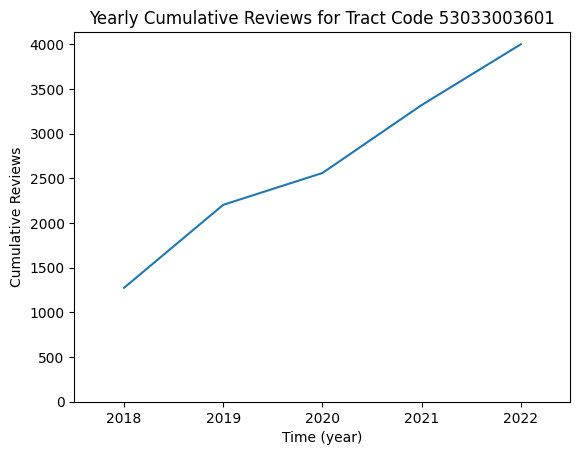 Yearly Cumulative Reviews for Tract Code 53033003601
4000
3500
3000
2500
2000
1500
1000
500
0
Cumulative Reviews
2018 2019 2020 2021 2022
Time (year)